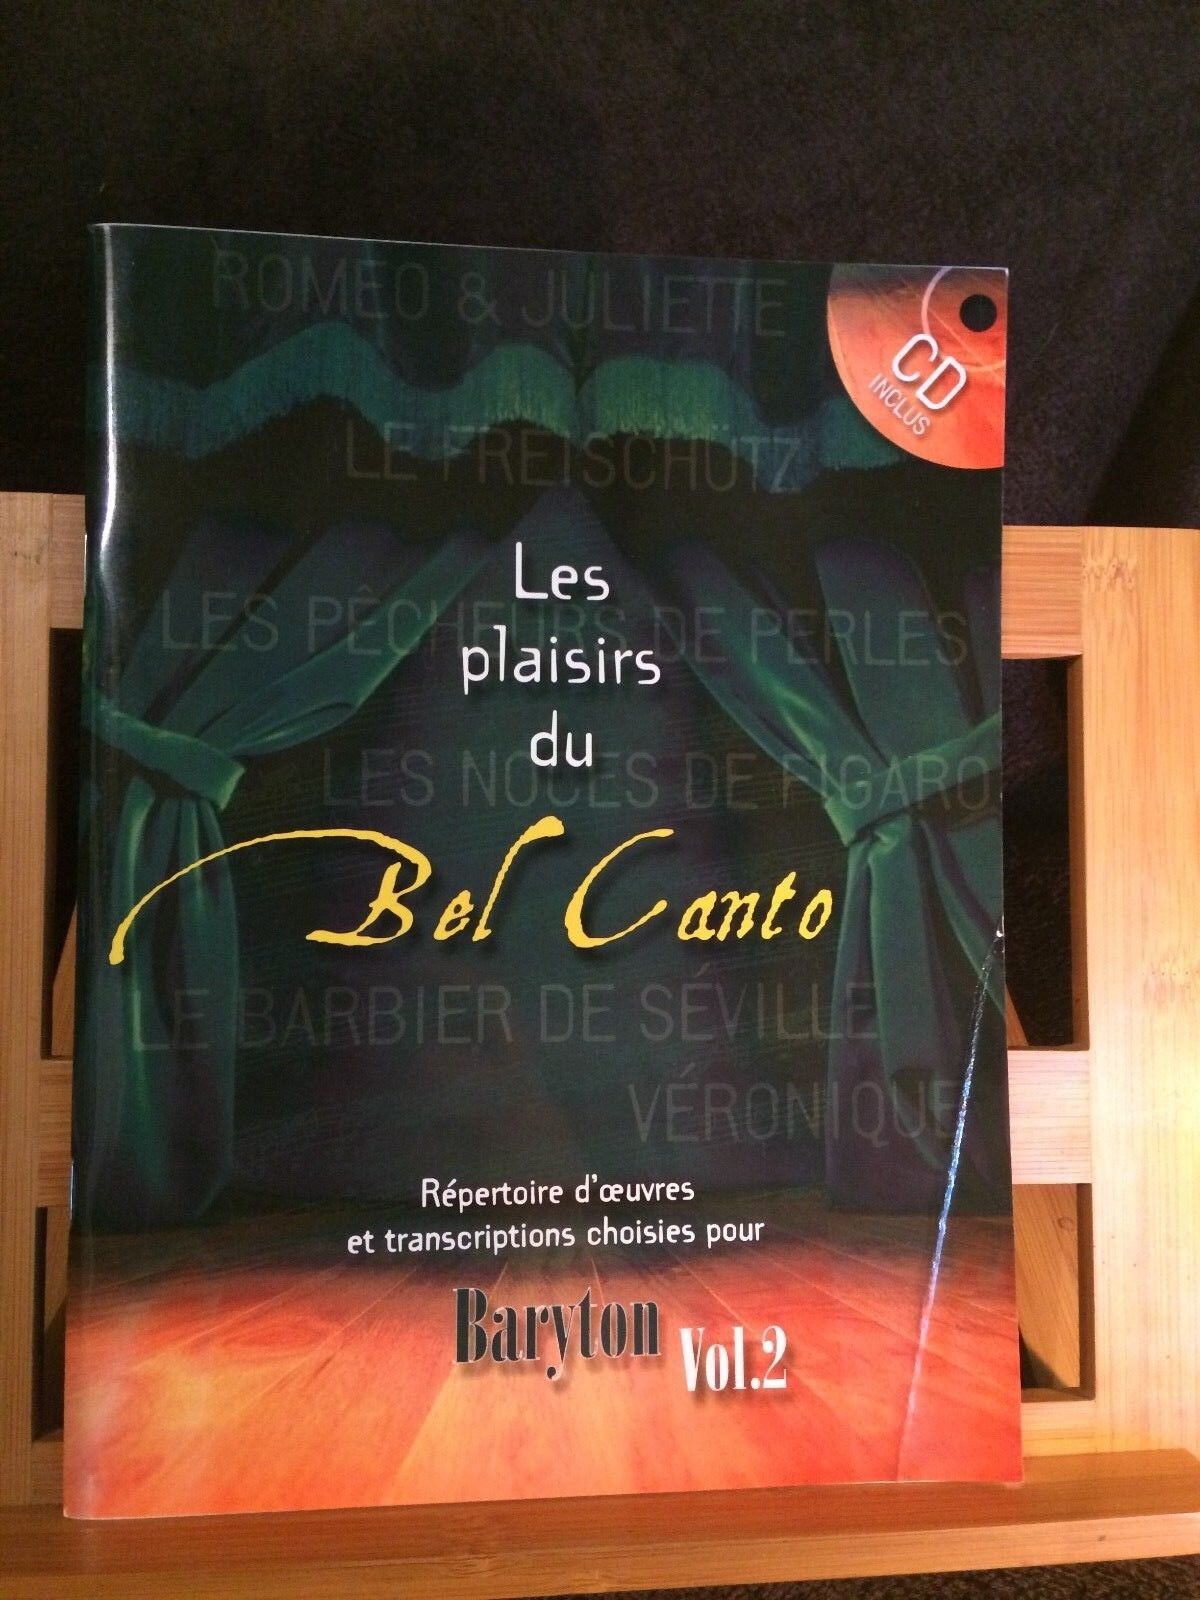 ROMEO & JULIETTE
CD
INCLUS
LE FREISCHÜTZ
Les
LES PÊCHEURS DE PERLES
plaisirs
du
LES NOCES DE FIGARO
Bel Canto
LE BARBIER DE SÉVILLE
VÉRONIQUE
Répertoire d'œuvres
et transcriptions choisies pour
Baryton
Vol.2